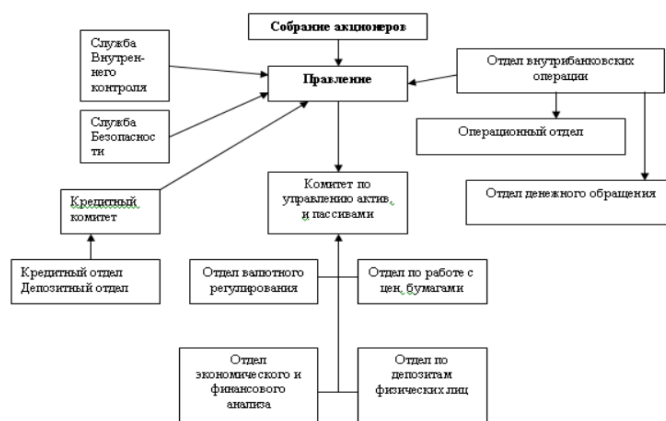 Собрание акционеров
Служба
Внутрен-
него
контроля
Правление
Отдел внутрибанковских
операции
Служба
Безопаснос
ти
Операционный отдел
Кредитный
комитет
Комитет по
управлению актив,
и пассивами
Отдел денежного обращения
Кредитный отдел
Депозитный отдел
Отдел валютного
регулирования
Отдел по работе с
цен, бумагами
Отдел
экономического и
финансового
анализа
Отдел по
депозитам
физических лиц